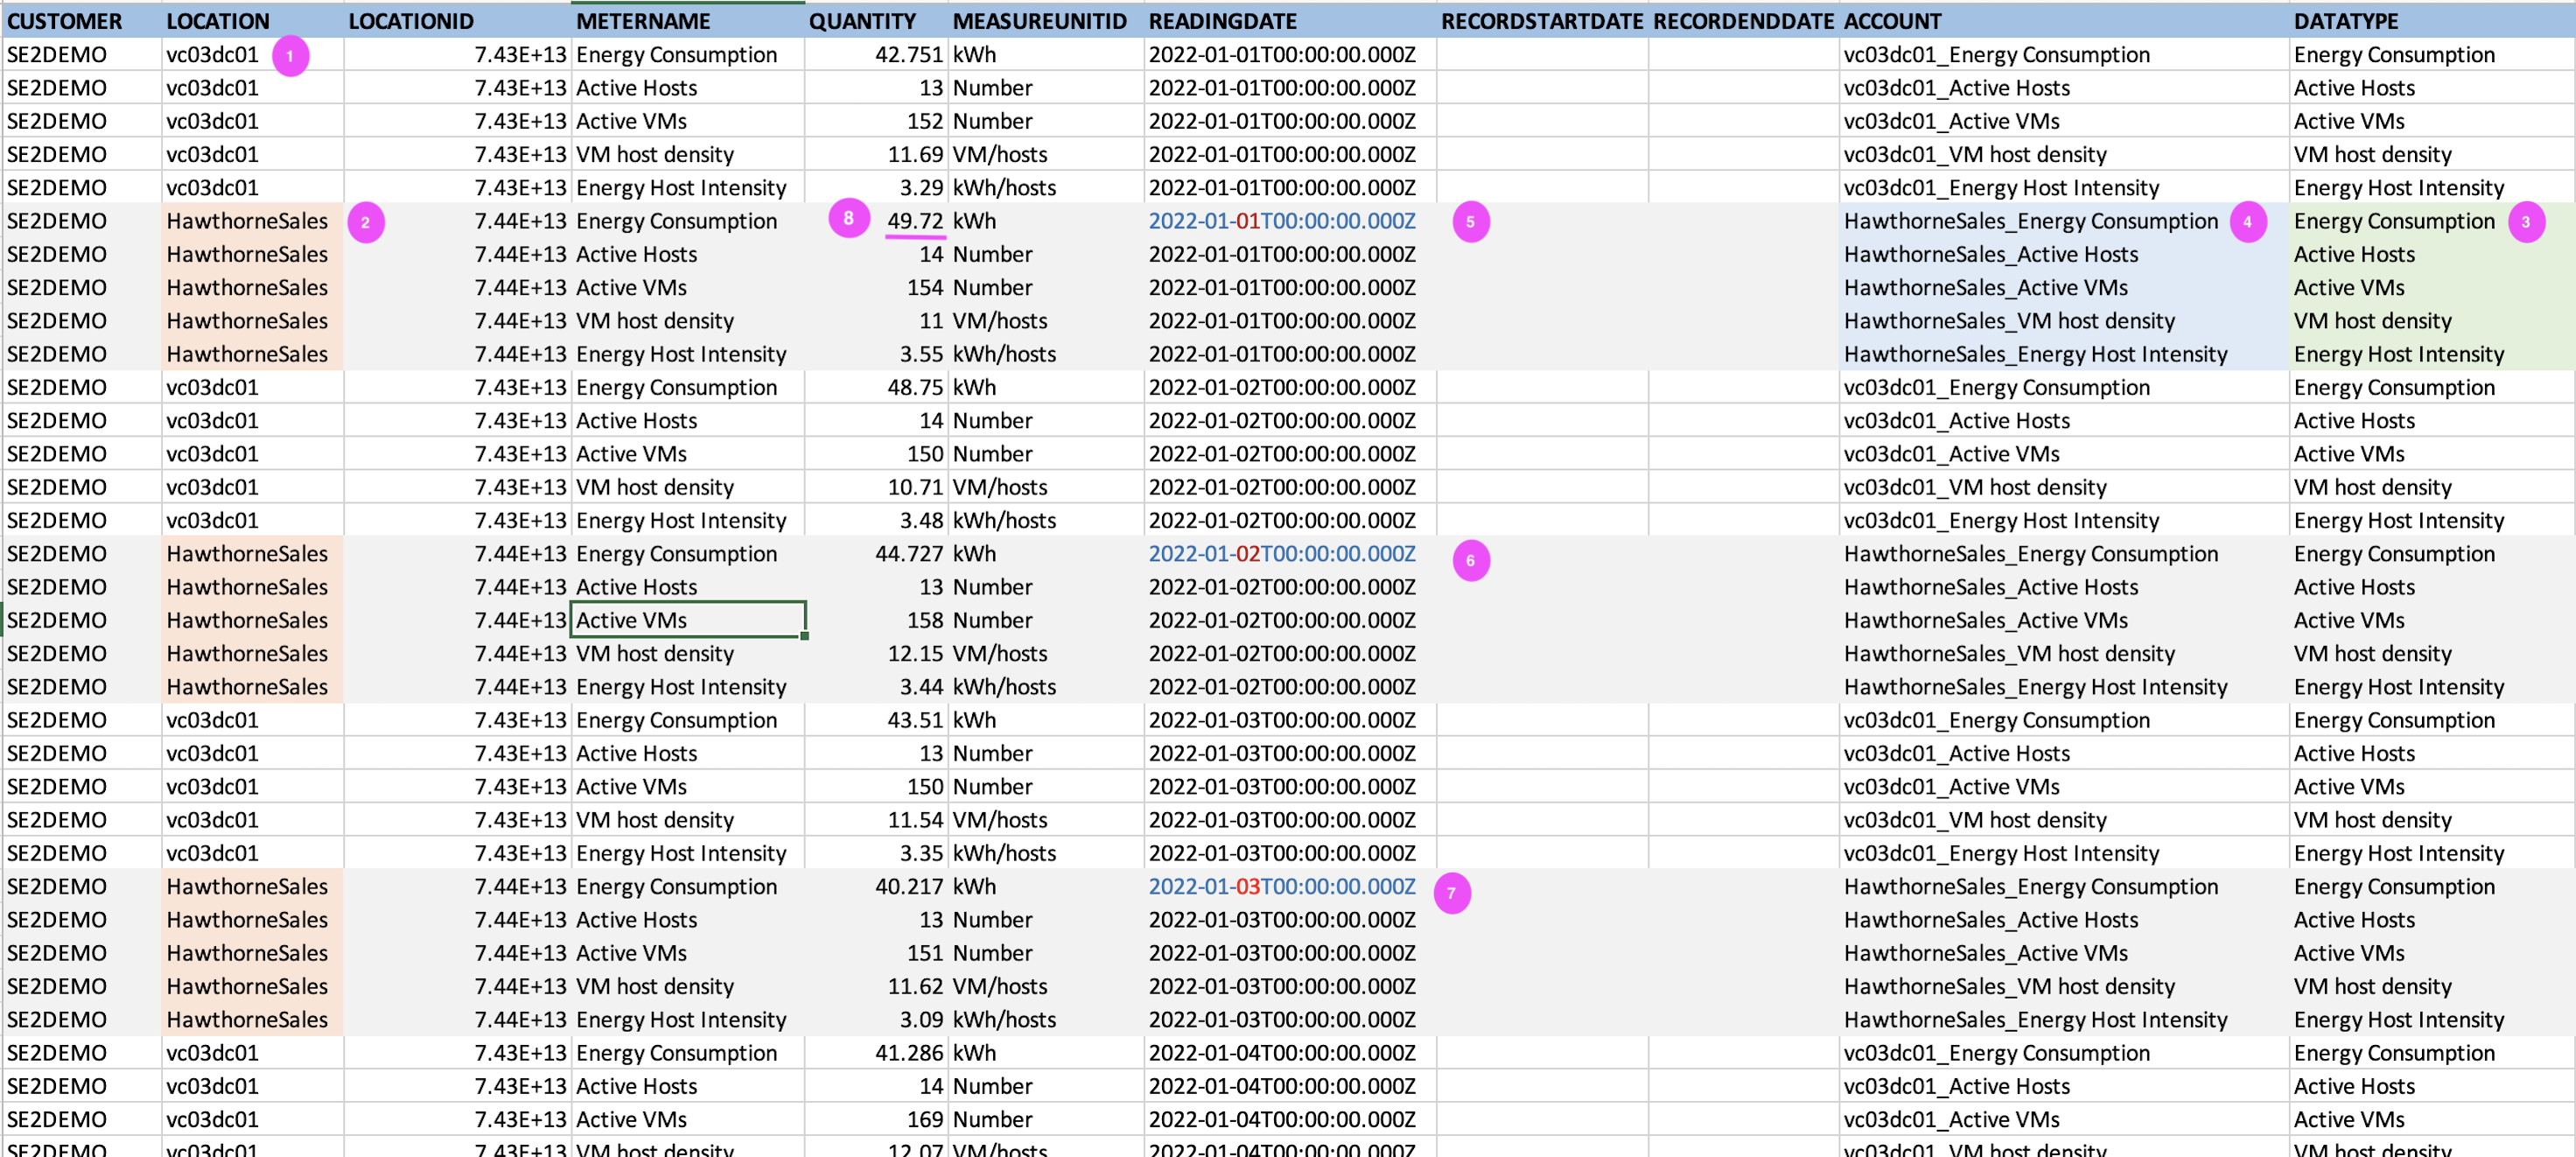 CUSTOMER LOCATION LOCATIONID METERNAME QUANTITY MEASUREUNITID READINGDATE RECORDSTARTDATE RECORDENDDATE ACCOUNT DATATYPE
SE2DEMO vc03dc01 1 7.43E+13 Energy Consumption 42.751 kWh 2022-01-01T00:00:00.000Z vc03dc01_Energy Consumption Energy Consumption
SE2DEMO vc03dc01 7.43E+13 Active Hosts 13 Number 2022-01-01T00:00:00.000Z vc03dc01_Active Hosts Active Hosts
SE2DEMO vc03dc01 7.43E+13 Active VMs 152 Number 2022-01-01T00:00:00.000Z vc03dc01_Active VMs Active VMs
SE2DEMO vc03dc01 7.43E+13 VM host density 11.69 VM/hosts 2022-01-01T00:00:00.000Z vc03dc01_VM host density VM host density
SE2DEMO vc03dc01 7.43E+13 Energy Host Intensity 3.29 kWh/hosts 2022-01-01T00:00:00.000Z vc03dc01_Energy Host Intensity Energy Host Intensity
SE2DEMO HawthorneSales 2 7.44E+13 Energy Consumption 8 49.72 kWh 2022-01-01T00:00:00.000Z 5 HawthorneSales_Energy Consumption 4 Energy Consumption 3
SE2DEMO HawthorneSales 7.44E+13 Active Hosts 14 Number 2022-01-01T00:00:00.000Z HawthorneSales_Active Hosts Active Hosts
SE2DEMO HawthorneSales 7.44E+13 Active VMs 154 Number 2022-01-01T00:00:00.000Z HawthorneSales_Active VMs Active VMs
SE2DEMO HawthorneSales 7.44E+13 VM host density 11 VM/hosts 2022-01-01T00:00:00.000Z HawthorneSales_VM host density VM host density
SE2DEMO HawthorneSales 7.44E+13 Energy Host Intensity 3.55 kWh/hosts 2022-01-01T00:00:00.000Z HawthorneSales_Energy Host Intensity Energy Host Intensity
SE2DEMO vc03dc01 7.43E+13 Energy Consumption 48.75 kWh 2022-01-02T00:00:00.000Z vc03dc01_Energy Consumption Energy Consumption
SE2DEMO vc03dc01 7.43E+13 Active Hosts 14 Number 2022-01-02T00:00:00.000Z vc03dc01_Active Hosts Active Hosts
SE2DEMO vc03dc01 7.43E+13 Active VMs 150 Number 2022-01-02T00:00:00.000Z vc03dc01_Active VMs Active VMs
SE2DEMO vc03dc01 7.43E+13 VM host density 10.71 VM/hosts 2022-01-02T00:00:00.000Z vc03dc01_VM host density VM host density
SE2DEMO vc03dc01 7.43E+13 Energy Host Intensity 3.48 kWh/hosts 2022-01-02T00:00:00.000Z vc03dc01_Energy Host Intensity Energy Host Intensity
SE2DEMO HawthorneSales 7.44E+13 Energy Consumption 44.727 kWh 2022-01-02T00:00:00.000Z 6 HawthorneSales_Energy Consumption Energy Consumption
SE2DEMO HawthorneSales 7.44E+13 Active Hosts 13 Number 2022-01-02T00:00:00.000Z HawthorneSales_Active Hosts Active Hosts
SE2DEMO HawthorneSales 7.44E+13 Active VMs 158 Number 2022-01-02T00:00:00.000Z HawthorneSales_Active VMs Active VMs
SE2DEMO HawthorneSales 7.44E+13 VM host density 12.15 VM/hosts 2022-01-02T00:00:00.000Z HawthorneSales_VM host density VM host density
SE2DEMO HawthorneSales 7.44E+13 Energy Host Intensity 3.44 kWh/hosts 2022-01-02T00:00:00.000Z HawthorneSales_Energy Host Intensity Energy Host Intensity
SE2DEMO vc03dc01 7.43E+13 Energy Consumption 43.51 kWh 2022-01-03T00:00:00.000Z vc03dc01_Energy Consumption Energy Consumption
SE2DEMO vc03dc01 7.43E+13 Active Hosts 13 Number 2022-01-03T00:00:00.000Z vc03dc01_Active Hosts Active Hosts
SE2DEMO vc03dc01 7.43E+13 Active VMs 150 Number 2022-01-03T00:00:00.000Z vc03dc01_Active VMs Active VMs
SE2DEMO vc03dc01 7.43E+13 VM host density 11.54 VM/hosts 2022-01-03T00:00:00.000Z vc03dc01_VM host density VM host density
SE2DEMO vc03dc01 7.43E+13 Energy Host Intensity 3.35 kWh/hosts 2022-01-03T00:00:00.000Z vc03dc01_Energy Host Intensity Energy Host Intensity
SE2DEMO HawthorneSales 7.44E+13 Energy Consumption 40.217 kWh 2022-01-03T00:00:00.000Z 7 HawthorneSales_Energy Consumption Energy Consumption
SE2DEMO HawthorneSales 7.44E+13 Active Hosts 13 Number 2022-01-03T00:00:00.000Z HawthorneSales_Active Hosts Active Hosts
SE2DEMO HawthorneSales 7.44E+13 Active VMs 151 Number 2022-01-03T00:00:00.000Z HawthorneSales_Active VMs Active VMs
SE2DEMO HawthorneSales 7.44E+13 VM host density 11.62 VM/hosts 2022-01-03T00:00:00.000Z HawthorneSales_VM host density VM host density
SE2DEMO HawthorneSales 7.44E+13 Energy Host Intensity 3.09 kWh/hosts 2022-01-03T00:00:00.000Z HawthorneSales_Energy Host Intensity Energy Host Intensity
SE2DEMO vc03dc01 7.43E+13 Energy Consumption 41.286 kWh 2022-01-04T00:00:00.000Z vc03dc01_Energy Consumption Energy Consumption
SE2DEMO vc03dc01 7.43E+13 Active Hosts 14 Number 2022-01-04T00:00:00.000Z vc03dc01_Active Hosts Active Hosts
SE2DEMO vc03dc01 7.43E+13 Active VMs 169 Number 2022-01-04T00:00:00.000Z vc03dc01_Active VMs Active VMs
SE2DEMO vc03dc01 7.43E+13 VM host density 12.07 VM/hosts 2022-01-04T00:00:00.000Z vc03dc01_VM host density VM host density